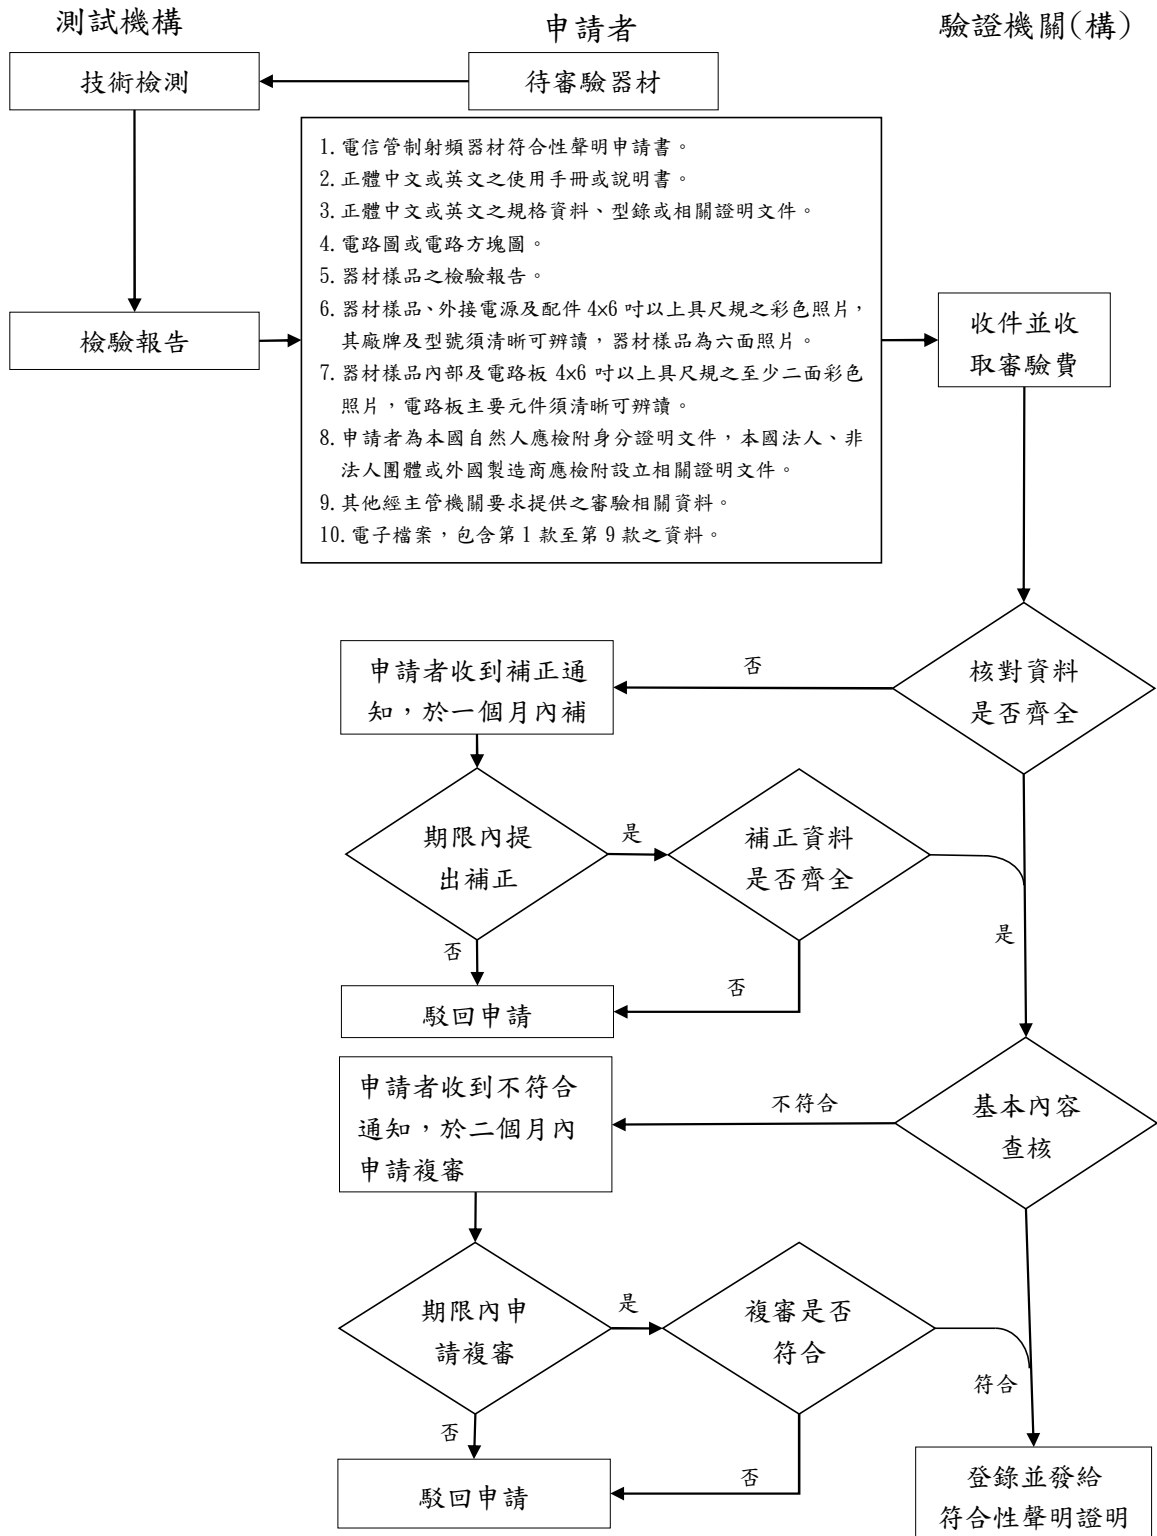 測試機構
申請者
驗證機關(構)
技術檢測
待審驗器材
1.電信管制射頻器材符合性聲明申請書。
2.正體中文或英文之使用手冊或說明書。
3.正體中文或英文之規格資料、型錄或相關證明文件。
4.電路圖或電路方塊圖。
5.器材樣品之檢驗報告。
6.器材樣品、外接電源及配件 4×6 吋以上具尺規之彩色照片，
其廠牌及型號須清晰可辨讀，器材樣品為六面照片。
7.器材樣品內部及電路板 4×6 吋以上具尺規之至少二面彩色
照片，電路板主要元件須清晰可辨讀。
8.申請者為本國自然人應檢附身分證明文件，本國法人、非
法人團體或外國製造商應檢附設立相關證明文件。
9.其他經主管機關要求提供之審驗相關資料。
10.電子檔案，包含第 1 款至第 9 款之資料。
檢驗報告
收件並收
取審驗費
核對資料
是否齊全
否
申請者收到補正通
知，於一個月內補
期限內提
出補正
是
補正資料
是否齊全
是
否
否
駁回申請
基本內容
查核
不符合
申請者收到不符合
通知，於二個月內
申請複審
期限內申
請複審
是
複審是否
符合
符合
否
否
駁回申請
登錄並發給
符合性聲明證明